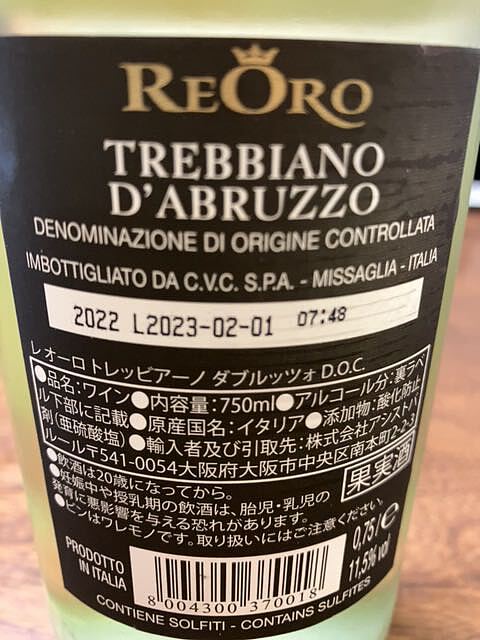 REORO
TREBBIANO
D'ABRUZZO
DENOMINAZIONE DI ORIGINE CONTROLLATA
IMBOTTIGLIATO DA C.V.C. S.P.A. - MISSAGLIA - ITALIA
2022 L2023-02-01 07:48
レ オーロ トレッビアーノ ダブルッツォ D.O.C.
●品名:ワイン●内容量:750ml●アルコール分:裏ラベ
ル下部に記載●原産国名:イタリア●添加物:酸化防止
剤(亜硫酸塩)●輸入者及び引取先:株式会社アシストバ
ルール〒541-0054大阪府大阪市中央区南本町2-2-3
●飲酒は20歳になってから。
●妊娠中や授乳期の飲酒は、胎児・乳児の
発育に悪影響を与える恐れがあります。
●ビンはワレモノです。取り扱いにはご注意ください。
果実酒
PRODOTTO
IN ITALIA
0,75 l e
11,5% vol
8 004300 370018
CONTIENE SOLFITI - CONTAINS SULFITES